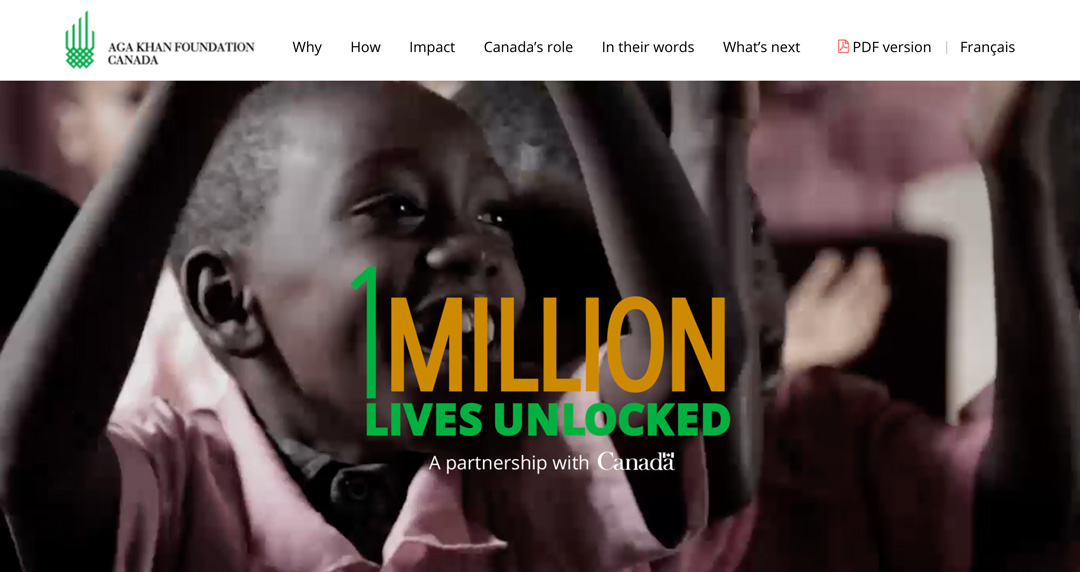 AGA KHAN FOUNDATION
CANADA
Why How Impact Canada's role In their words What's next PDF version | Français
1 MILLION
LIVES UNLOCKED
A partnership with Canada